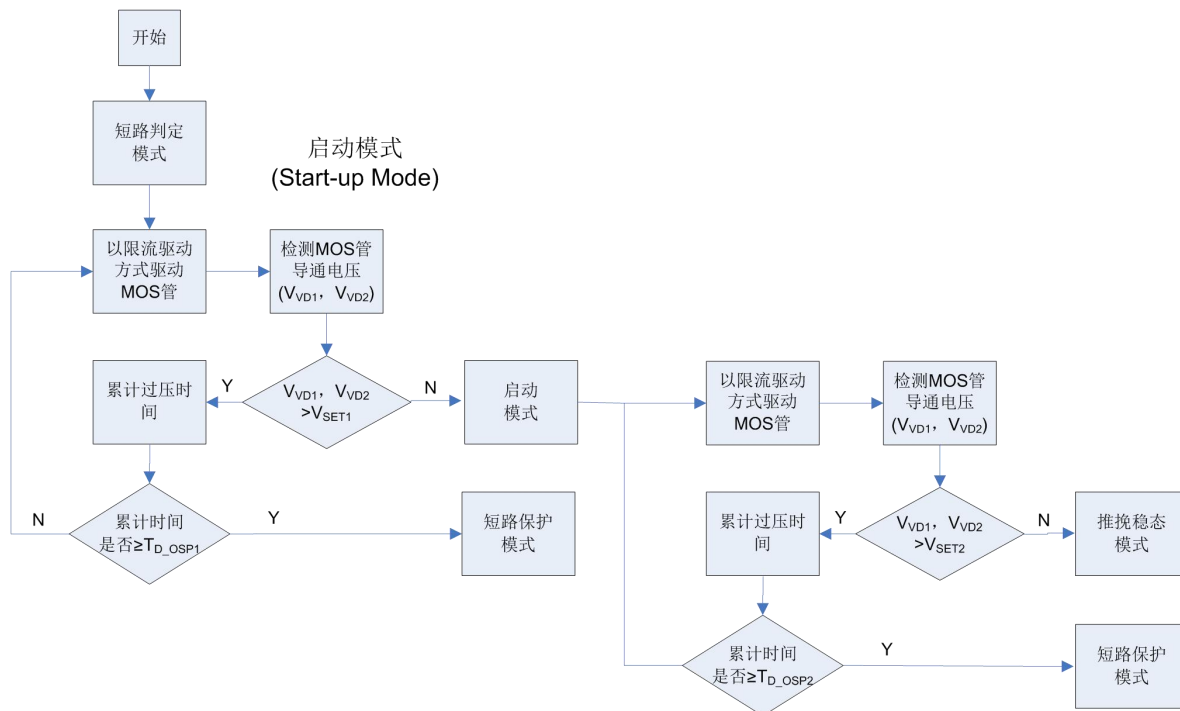 开始
短路判定
模式
启动模式
(Start-up Mode)
以限流驱动
方式驱动
MOS管
检测MOS管
导通电压
(VVD1，VVD2)
累计过压时
间
Y
VVD1，VVD2
>VSET1
N
启动
模式
以限流驱动
方式驱动
MOS管
检测MOS管
导通电压
(VVD1，VVD2)
N
累计时间
是否≥TD_OSP1
Y
短路保护
模式
累计过压时
间
Y
VVD1，VVD2
>VSET2
N
推挽稳态
模式
累计时间
是否≥TD_OSP2
Y
短路保护
模式